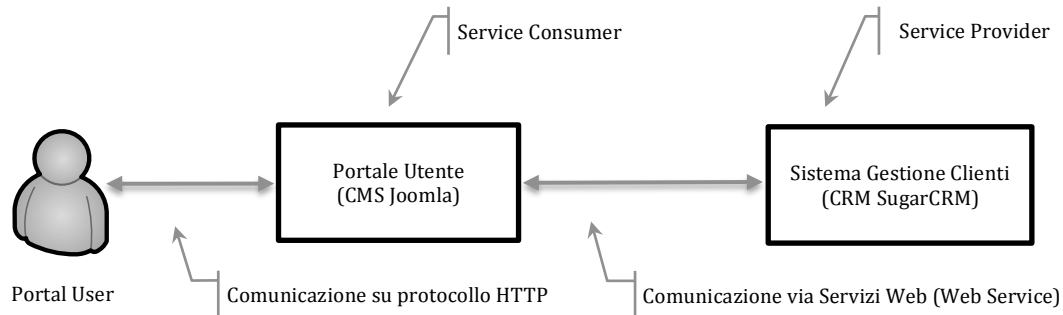 Service Consumer
Service Provider
Portale Utente
(CMS Joomla)
Sistema Gestione Clienti
(CRM SugarCRM)
Portal User
Comunicazione su protocollo HTTP
Comunicazione via Servizi Web (Web Service)